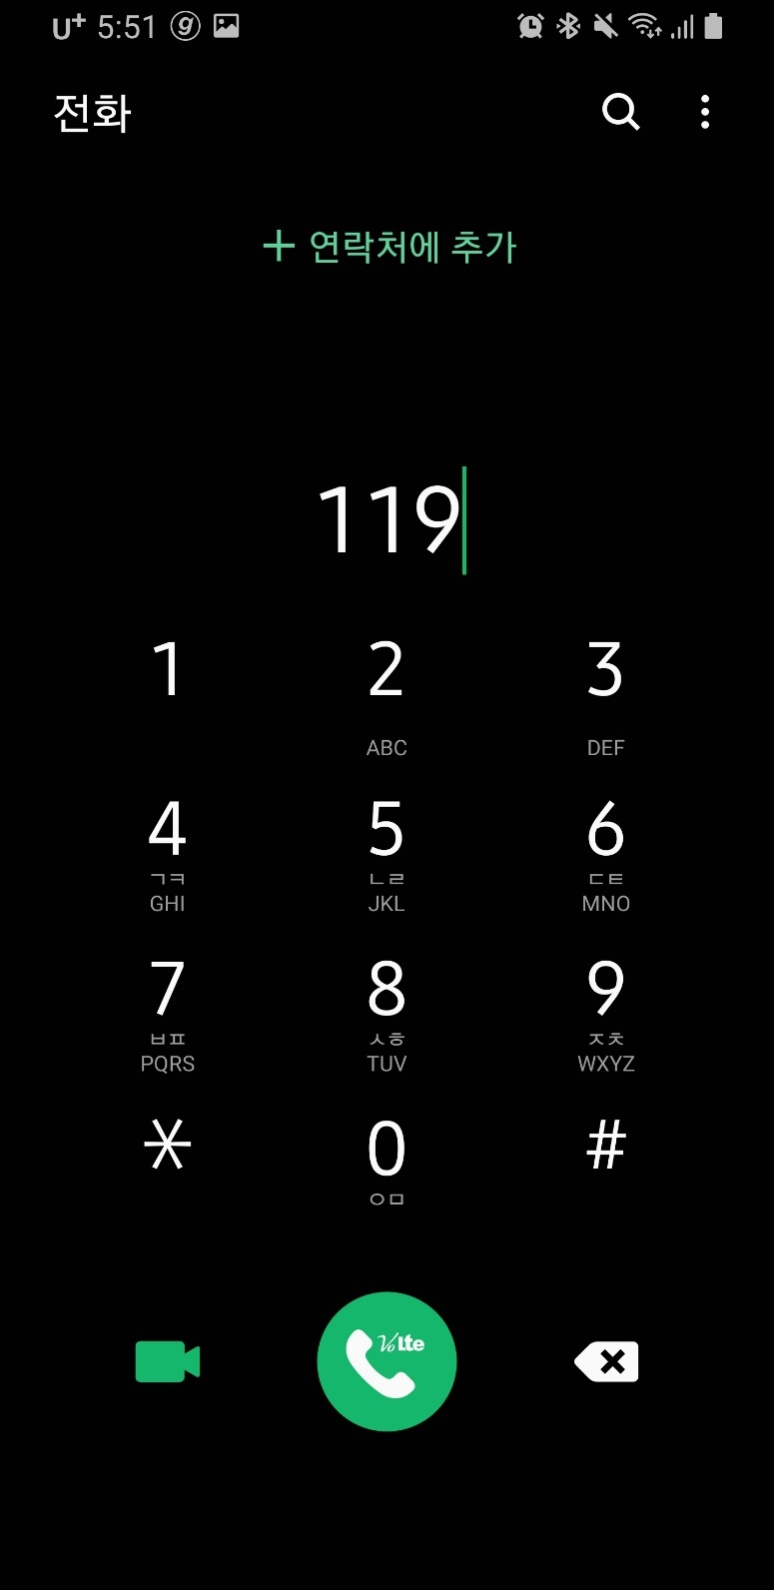 U+ 5:51 g
전화
+ 연락처에 추가
119
1 2 3
ABC DEF
4 5 6
ㄱㅋ ㄴㄹ ㄷㅌ
GHI JKL MNO
7 8 9
ㅂㅍ ㅅㅎ ㅈㅊ
PQRS TUV WXYZ
* 0 #
ㅇㅁ
VoLte